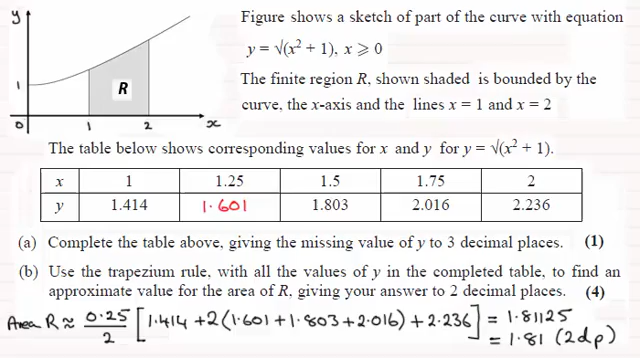 y
Figure shows a sketch of part of the curve with equation
y = √(x² + 1), x ⩾ 0
The finite region R, shown shaded is bounded by the
curve, the x-axis and the lines x = 1 and x = 2
1
R
0 1 2 x
The table below shows corresponding values for x and y for y = √(x² + 1).
x 1 1.25 1.5 1.75 2
y 1.414 1.601 1.803 2.016 2.236
(a) Complete the table above, giving the missing value of y to 3 decimal places. (1)
(b) Use the trapezium rule, with all the values of y in the completed table, to find an
approximate value for the area of R, giving your answer to 2 decimal places. (4)
Area R ≈ 0.25/2 [1.414 + 2(1.601 + 1.803 + 2.016) + 2.236] = 1.81125
= 1.81 (2dp)